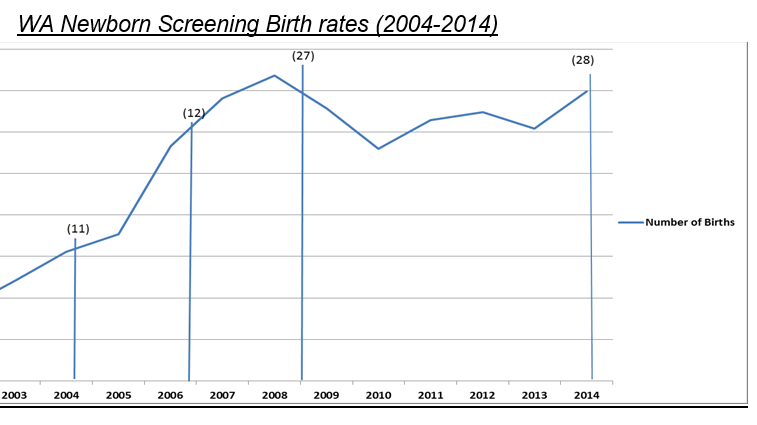 WA Newborn Screening Birth rates (2004-2014)
(27)
(28)
(12)
(11)
Number of Births
2003 2004 2005 2006 2007 2008 2009 2010 2011 2012 2013 2014